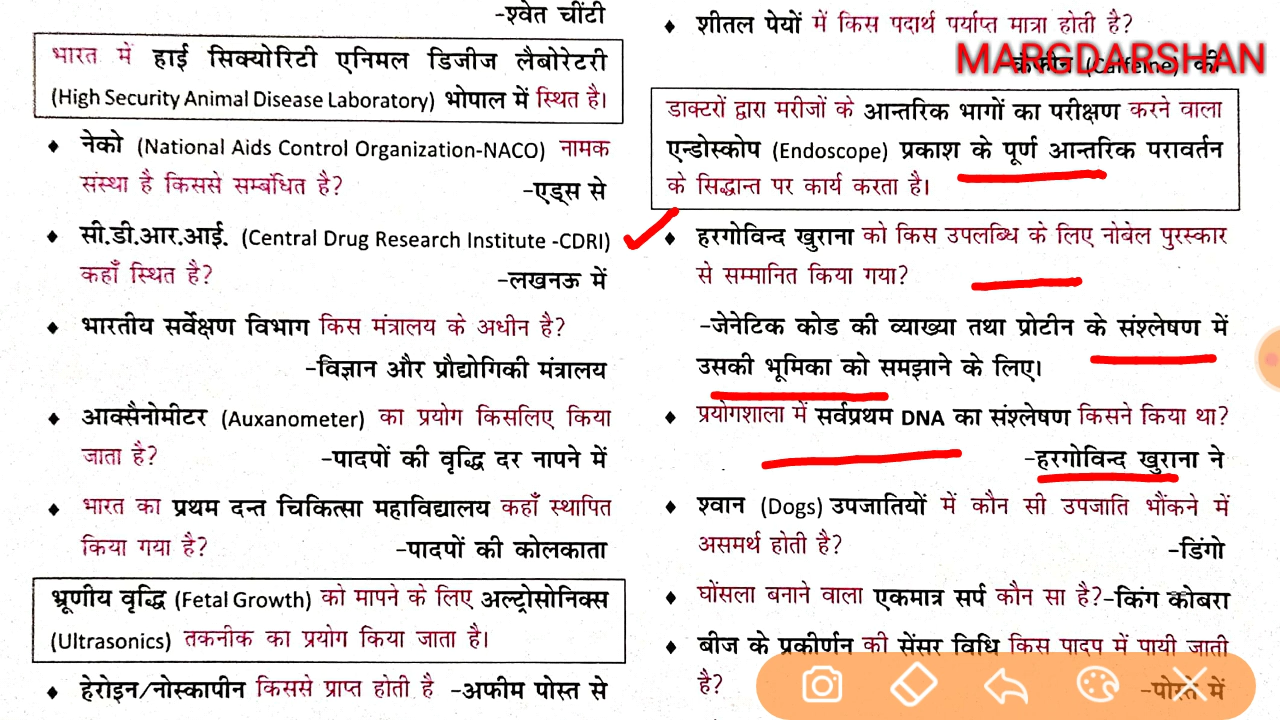 -श्वेत चींटी
भारत में हाई सिक्योरिटी एनिमल डिजीज लैबोरेटरी
(High Security Animal Disease Laboratory) भोपाल में स्थित है।
♦ नेको (National Aids Control Organization-NACO) नामक
संस्था है किससे सम्बंधित है? -एड्स से
♦ सी.डी.आर.आई. (Central Drug Research Institute -CDRI)
कहाँ स्थित है? -लखनऊ में
♦ भारतीय सर्वेक्षण विभाग किस मंत्रालय के अधीन है?
-विज्ञान और प्रौद्योगिकी मंत्रालय
♦ आक्सैनोमीटर (Auxanometer) का प्रयोग किसलिए किया
जाता है? -पादपों की वृद्धि दर नापने में
♦ भारत का प्रथम दन्त चिकित्सा महाविद्यालय कहाँ स्थापित
किया गया है? -पादपों की कोलकाता
भ्रूणीय वृद्धि (Fetal Growth) को मापने के लिए अल्ट्रोसोनिक्स
(Ultrasonics) तकनीक का प्रयोग किया जाता है।
♦ हेरोइन/नोस्कापीन किससे प्राप्त होती है -अफीम पोस्त से
♦ शीतल पेयों में किस पदार्थ पर्याप्त मात्रा होती है?
MARGDARSHAN
(Caffeine) की
डाक्टरों द्वारा मरीजों के आन्तरिक भागों का परीक्षण करने वाला
एन्डोस्कोप (Endoscope) प्रकाश के पूर्ण आन्तरिक परावर्तन
के सिद्धान्त पर कार्य करता है।
♦ हरगोविन्द खुराना को किस उपलब्धि के लिए नोबेल पुरस्कार
से सम्मानित किया गया?
-जेनेटिक कोड की व्याख्या तथा प्रोटीन के संश्लेषण में
उसकी भूमिका को समझाने के लिए।
♦ प्रयोगशाला में सर्वप्रथम DNA का संश्लेषण किसने किया था?
-हरगोविन्द खुराना ने
♦ श्वान (Dogs) उपजातियों में कौन सी उपजाति भौंकने में
असमर्थ होती है? -डिंगो
♦ घोंसला बनाने वाला एकमात्र सर्प कौन सा है?-किंग कोबरा
♦ बीज के प्रकीर्णन की सेंसर विधि किस पादप में पायी जाती
है? -पोस्ते में